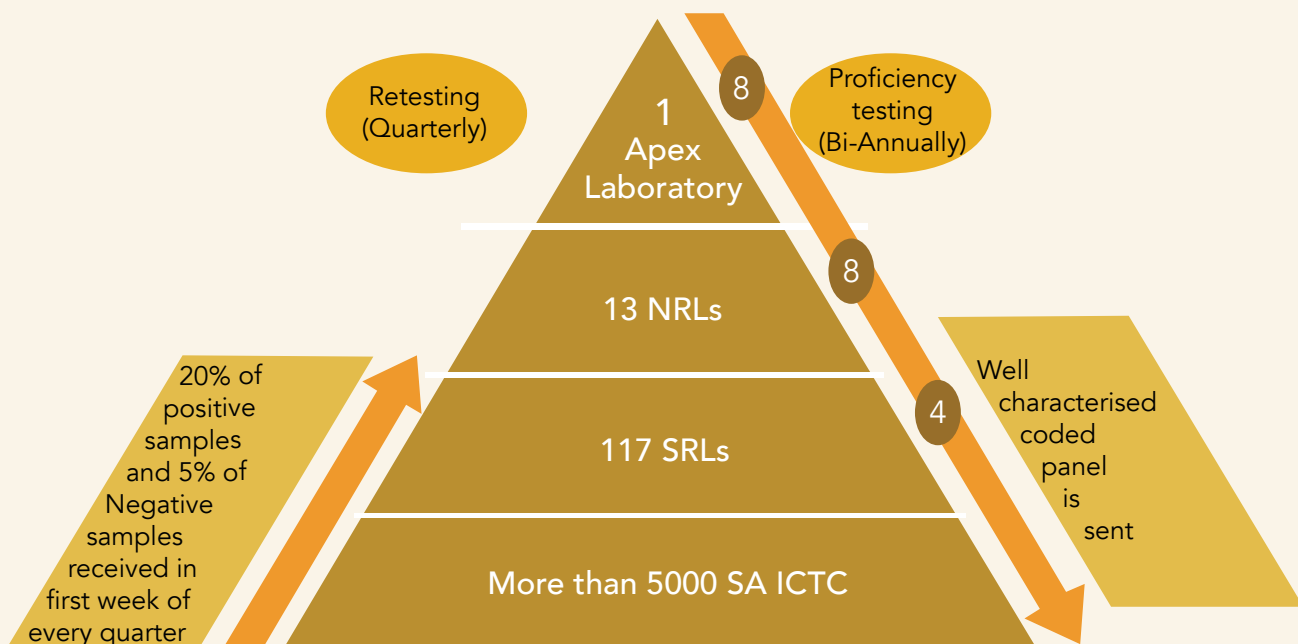 Retesting
(Quarterly)
1
Apex
Laboratory
8
Proficiency
testing
(Bi-Annually)
13 NRLs
8
20% of
positive
samples
and 5% of
Negative
samples
received in
first week of
every quarter
117 SRLs
4
Well
characterised
coded
panel
is
sent
More than 5000 SA ICTC